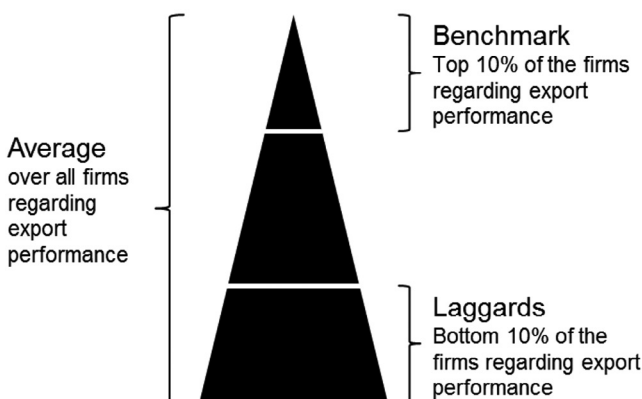 Benchmark
Top 10% of the firms
regarding export
performance
Average
over all firms
regarding
export
performance
Laggards
Bottom 10% of the
firms regarding export
performance